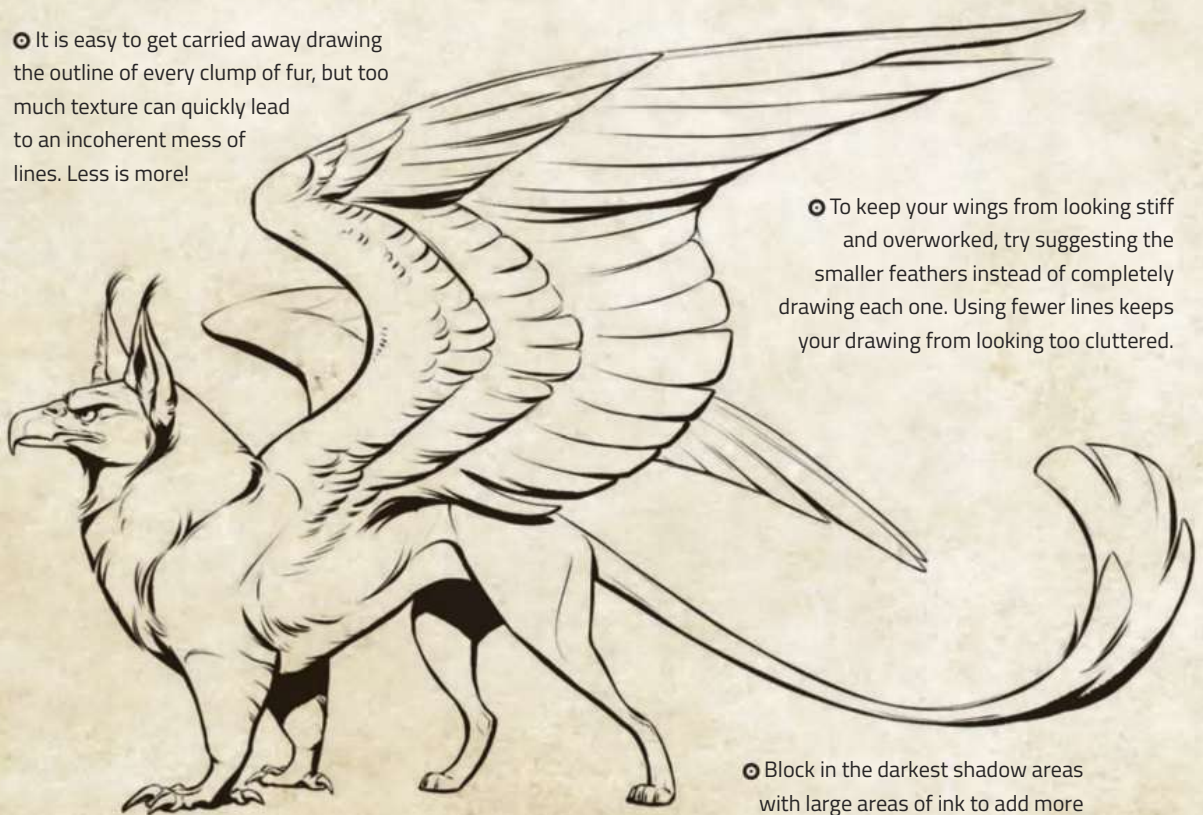 It is easy to get carried away drawing
the outline of every clump of fur, but too
much texture can quickly lead
to an incoherent mess of
lines. Less is more!
To keep your wings from looking stiff
and overworked, try suggesting the
smaller feathers instead of completely
drawing each one. Using fewer lines keeps
your drawing from looking too cluttered.
Block in the darkest shadow areas
with large areas of ink to add more